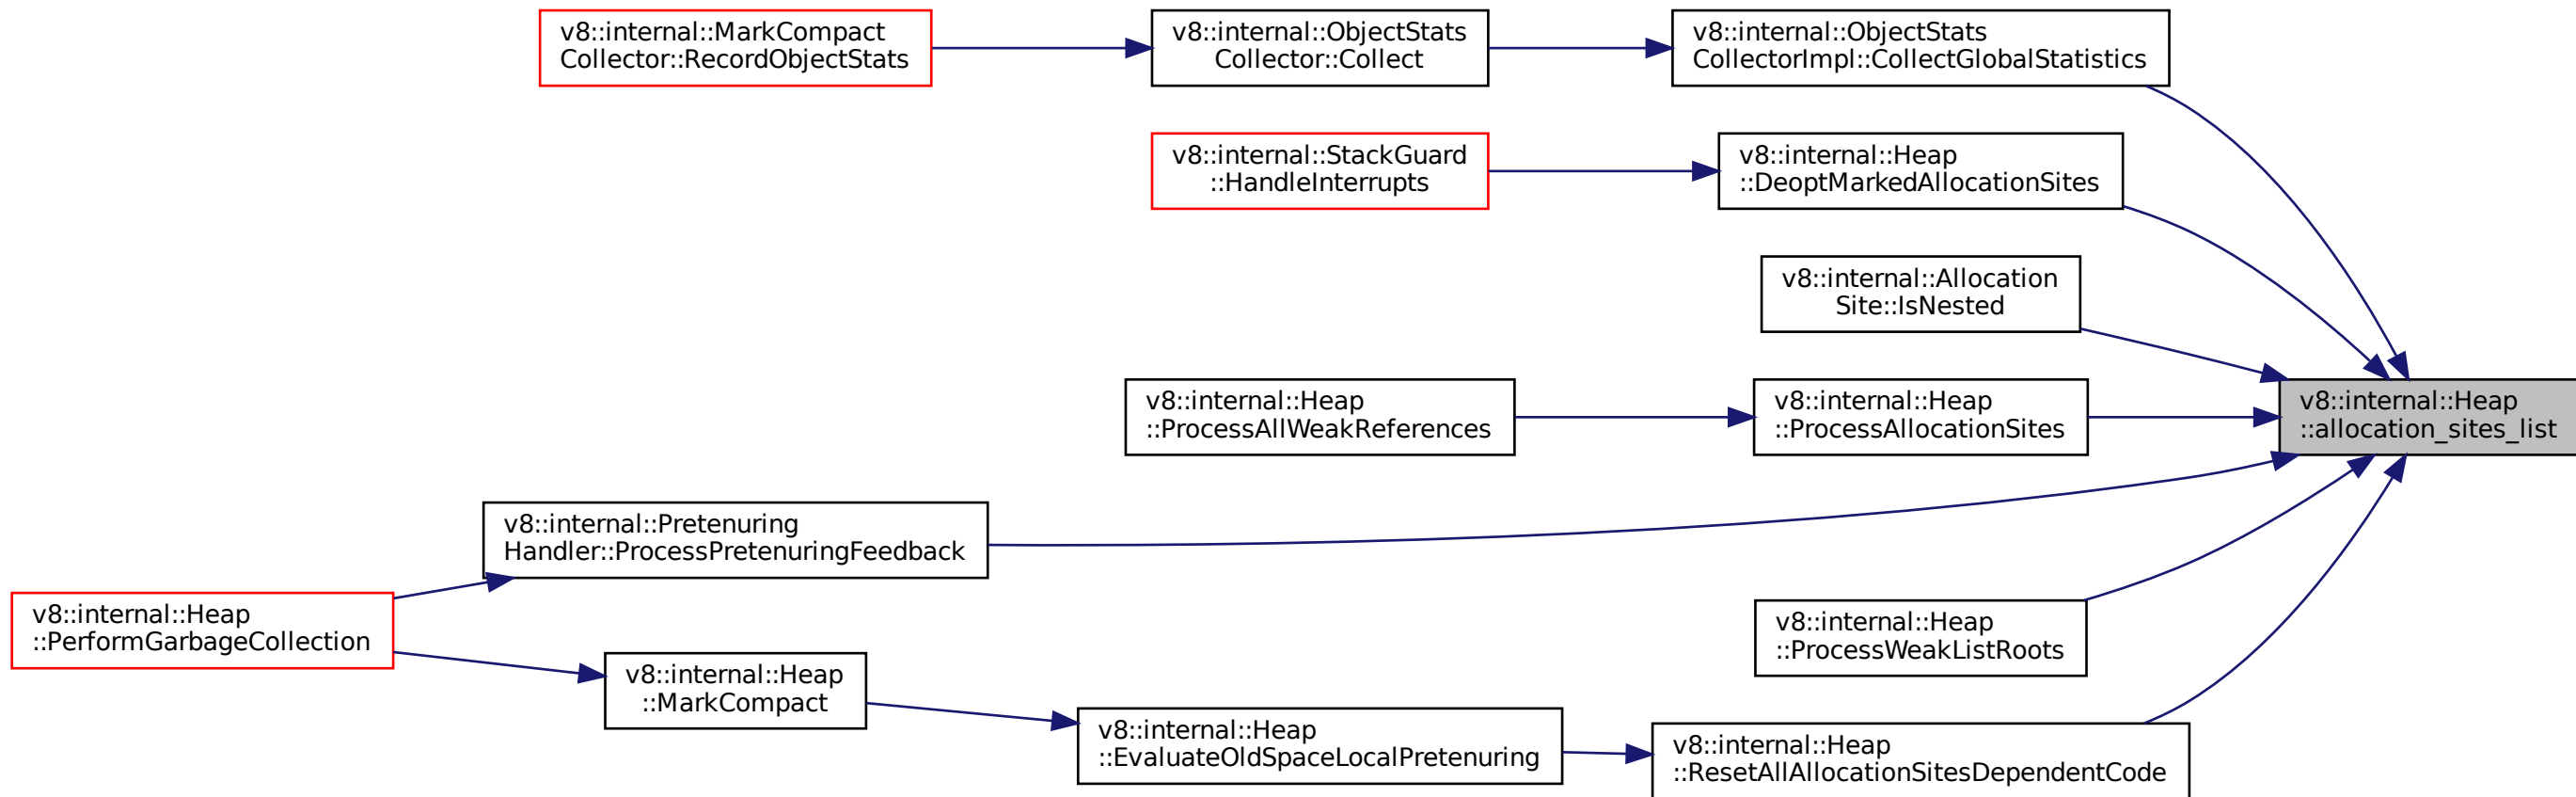 v8::internal::MarkCompact
Collector::RecordObjectStats
v8::internal::ObjectStats
Collector::Collect
v8::internal::ObjectStats
CollectorImpl::CollectGlobalStatistics
v8::internal::StackGuard
::HandleInterrupts
v8::internal::Heap
::DeoptMarkedAllocationSites
v8::internal::Allocation
Site::IsNested
v8::internal::Heap
::ProcessAllWeakReferences
v8::internal::Heap
::ProcessAllocationSites
v8::internal::Heap
::allocation_sites_list
v8::internal::Pretenuring
Handler::ProcessPretenuringFeedback
v8::internal::Heap
::PerformGarbageCollection
v8::internal::Heap
::ProcessWeakListRoots
v8::internal::Heap
::MarkCompact
v8::internal::Heap
::EvaluateOldSpaceLocalPretenuring
v8::internal::Heap
::ResetAllAllocationSitesDependentCode